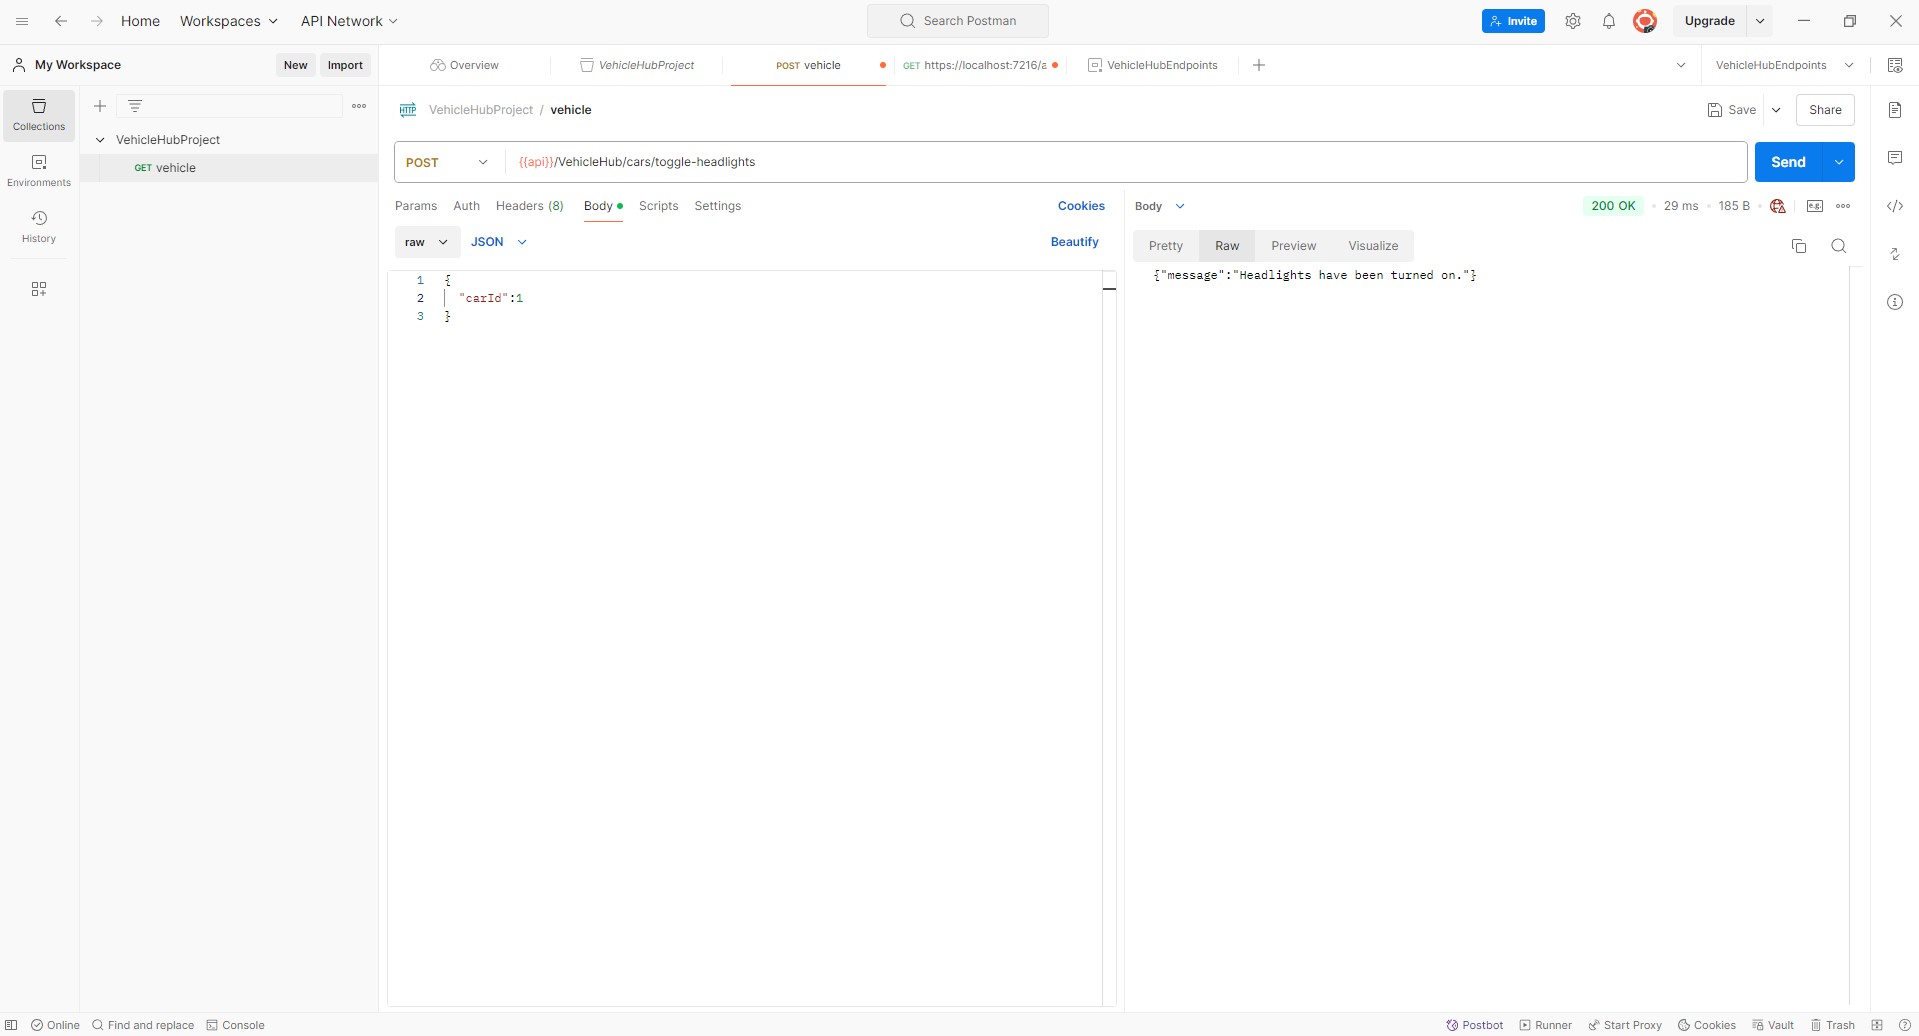 Home Workspaces API Network Search Postman Invite Upgrade
My Workspace New Import Overview VehicleHubProject POST vehicle GET https://localhost:7216/a VehicleHubEndpoints VehicleHubEndpoints
Collections
Environments
History
VehicleHubProject
GET vehicle
HTTP VehicleHubProject / vehicle Save Share
POST {{api}}/VehicleHub/cars/toggle-headlights Send
Params Auth Headers (8) Body Scripts Settings Cookies
raw JSON Beautify
1 {
2 "carId":1
3 }
Body 200 OK 29 ms 185 B e.g.
Pretty Raw Preview Visualize
{"message":"Headlights have been turned on."}
Online Find and replace Console Postbot Runner Start Proxy Cookies Vault Trash